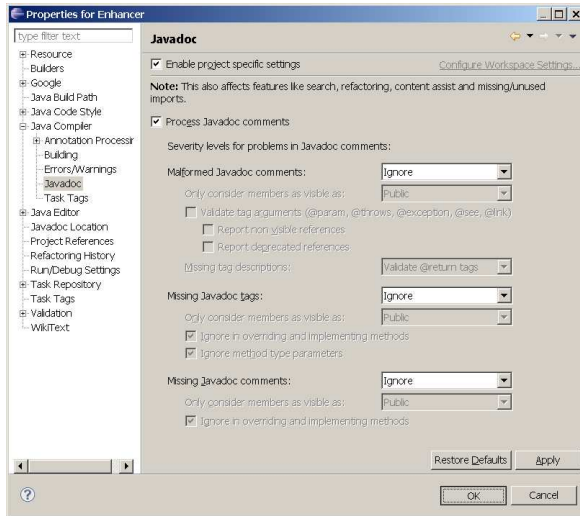 Properties for Enhancer
type filter text
Resource
Builders
Google
Java Build Path
Java Code Style
Java Compiler
Annotation Processir
Building
Errors/Warnings
Javadoc
Task Tags
Java Editor
Javadoc Location
Project References
Refactoring History
Run/Debug Settings
Task Repository
Task Tags
Validation
WikiText
Javadoc
Enable project specific settings
Configure Workspace Settings...
Note: This also affects features like search, refactoring, content assist and missing/unused
imports.
Process Javadoc comments
Severity levels for problems in Javadoc comments:
Malformed Javadoc comments: Ignore
Only consider members as visible as: Public
Validate tag arguments (@param, @throws, @exception, @see, @link)
Report non visible references
Report deprecated references
Missing tag descriptions: Validate @return tags
Missing Javadoc tags: Ignore
Only consider members as visible as: Public
Ignore in overriding and implementing methods
Ignore method type parameters
Missing Javadoc comments: Ignore
Only consider members as visible as: Public
Ignore in overriding and implementing methods
Restore Defaults
Apply
?
OK
Cancel